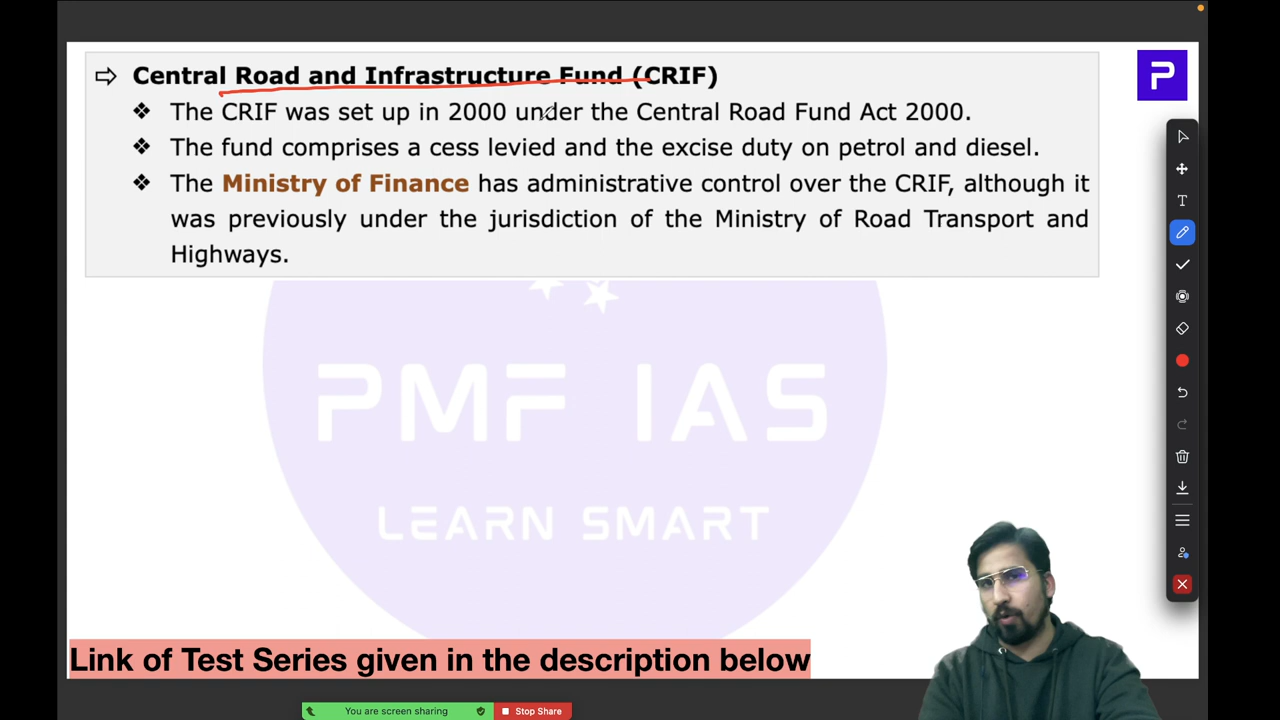 ⇨ Central Road and Infrastructure Fund (CRIF)
❖ The CRIF was set up in 2000 under the Central Road Fund Act 2000.
❖ The fund comprises a cess levied and the excise duty on petrol and diesel.
❖ The Ministry of Finance has administrative control over the CRIF, although it
was previously under the jurisdiction of the Ministry of Road Transport and
Highways.
P
T
PMF IAS
LEARN SMART
Link of Test Series given in the description below
You are screen sharing
Stop Share